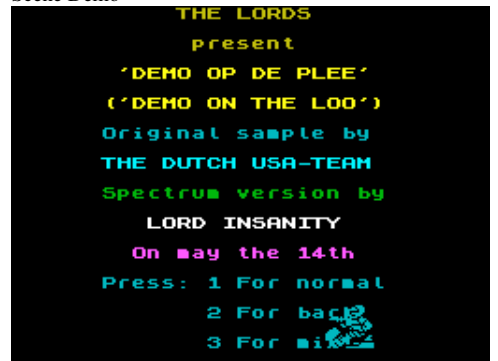 THE LORDS
present
'DEMO OP DE PLEE'
('DEMO ON THE LOO')
Original sample by
THE DUTCH USA-TEAM
Spectrum version by
LORD INSANITY
On may the 14th
Press: 1 For normal
2 For
3 For